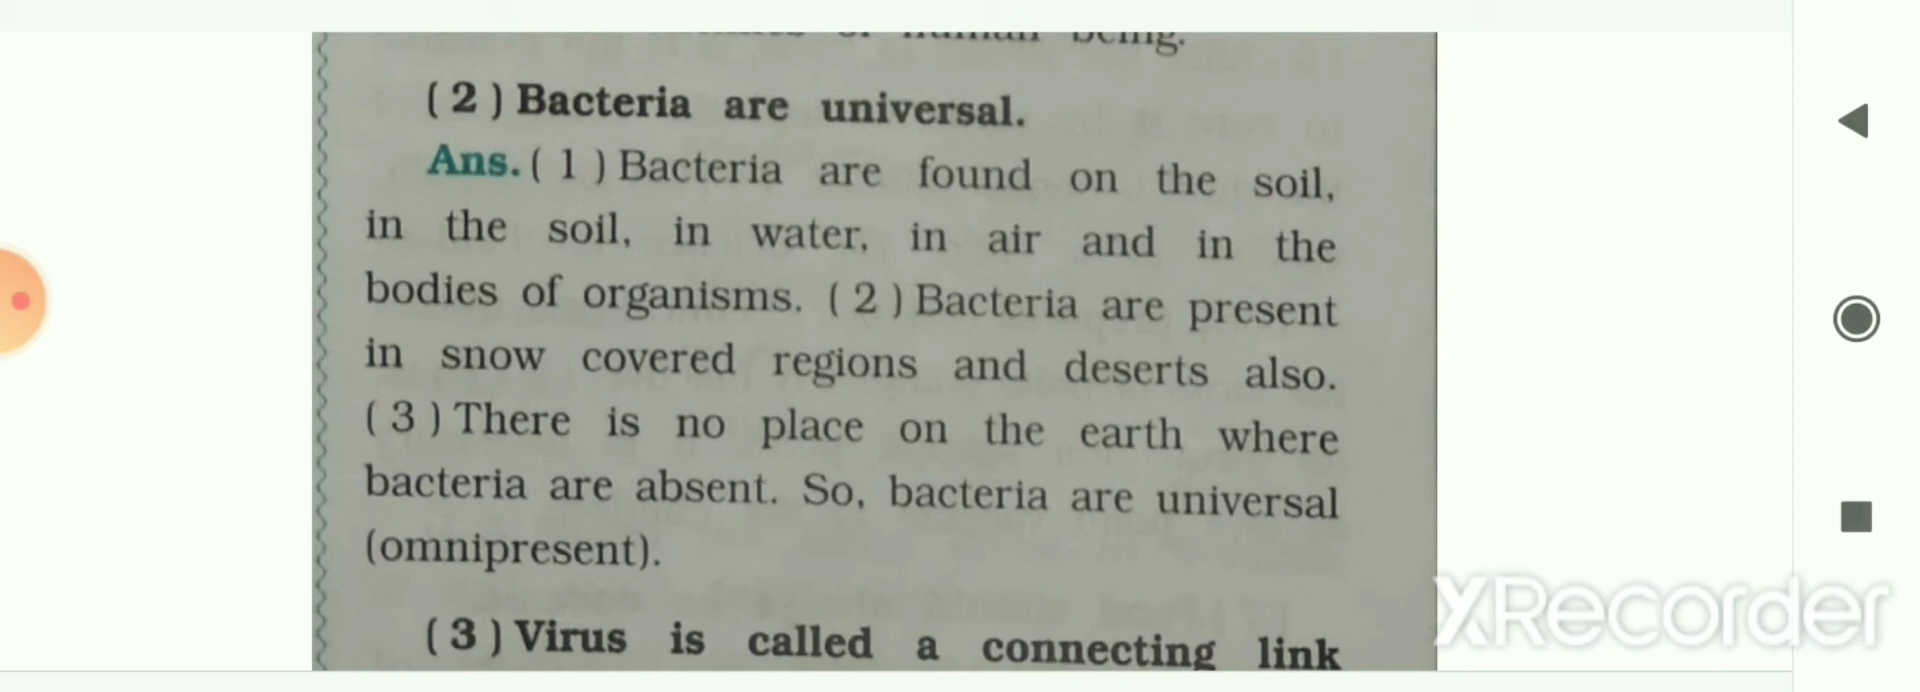 being.
( 2 ) Bacteria are universal.
Ans. ( 1 ) Bacteria are found on the soil,
in the soil, in water, in air and in the
bodies of organisms. ( 2 ) Bacteria are present
in snow covered regions and deserts also.
( 3 ) There is no place on the earth where
bacteria are absent. So, bacteria are universal
(omnipresent).
( 3 ) Virus is called a connecting link
XRecorder